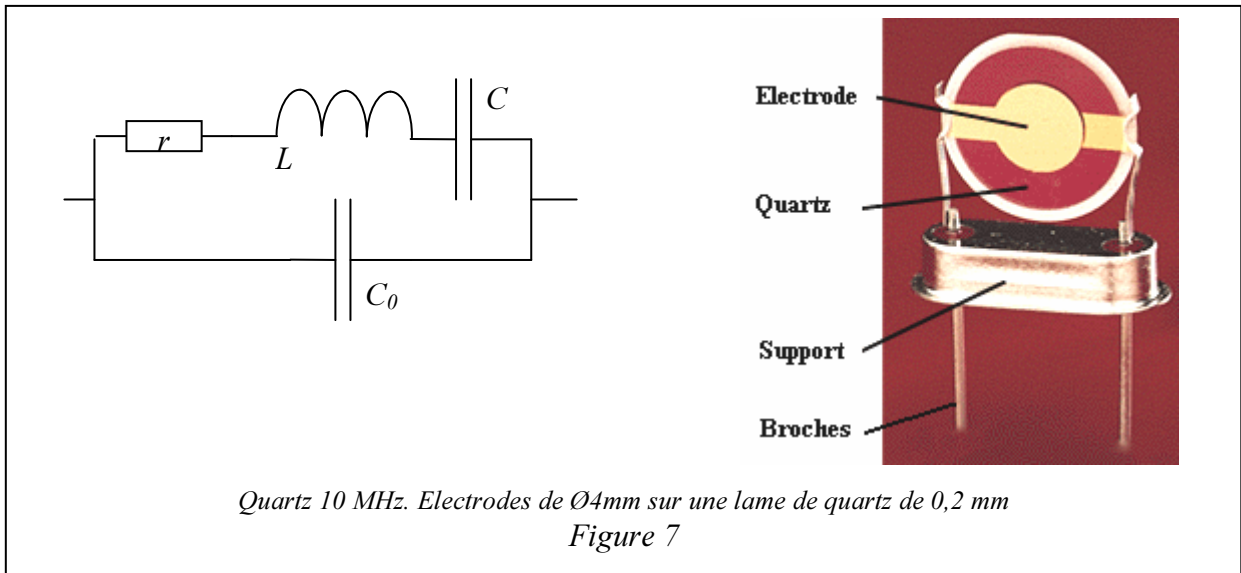 r
L
C
C₀
Electrode
Quartz
Support
Broches
Quartz 10 MHz. Electrodes de Ø4mm sur une lame de quartz de 0,2 mm
Figure 7